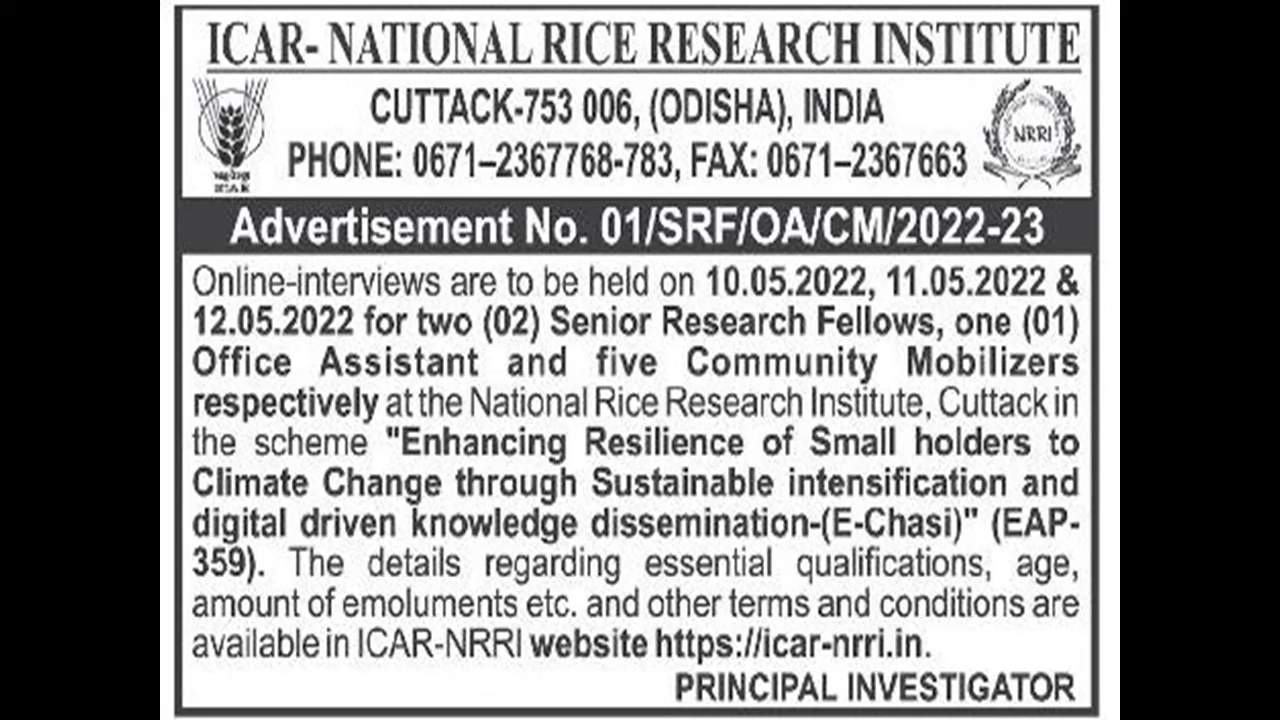 ICAR- NATIONAL RICE RESEARCH INSTITUTE
CUTTACK-753 006, (ODISHA), INDIA
PHONE: 0671–2367768-783, FAX: 0671–2367663
ICAR
NRRI
Advertisement No. 01/SRF/OA/CM/2022-23
Online-interviews are to be held on 10.05.2022, 11.05.2022 &
12.05.2022 for two (02) Senior Research Fellows, one (01)
Office Assistant and five Community Mobilizers
respectively at the National Rice Research Institute, Cuttack in
the scheme "Enhancing Resilience of Small holders to
Climate Change through Sustainable intensification and
digital driven knowledge dissemination-(E-Chasi)" (EAP-
359). The details regarding essential qualifications, age,
amount of emoluments etc. and other terms and conditions are
available in ICAR-NRRI website https://icar-nrri.in.
PRINCIPAL INVESTIGATOR